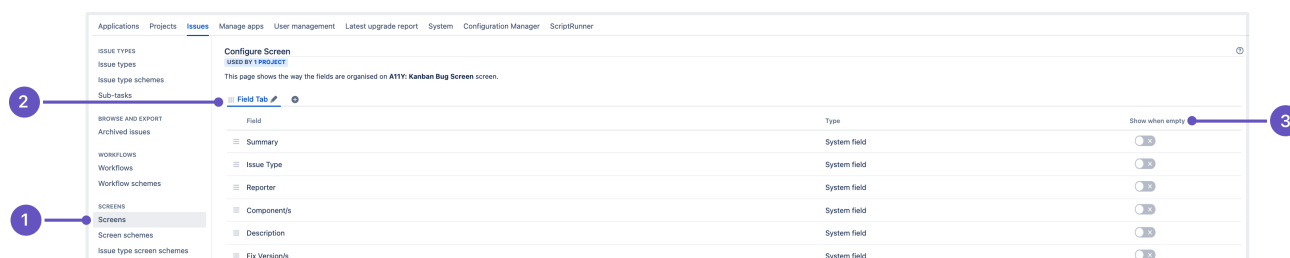 Applications Projects Issues Manage apps User management Latest upgrade report System Configuration Manager ScriptRunner
ISSUE TYPES
Issue types
Issue type schemes
Sub-tasks
BROWSE AND EXPORT
Archived issues
WORKFLOWS
Workflows
Workflow schemes
SCREENS
Screens
Screen schemes
Issue type screen schemes
Configure Screen
USED BY 1 PROJECT
This page shows the way the fields are organised on A11Y: Kanban Bug Screen screen.
Field Tab
Field Type Show when empty
Summary System field
Issue Type System field
Reporter System field
Component/s System field
Description System field
Fix Version/s System field
1
2
3